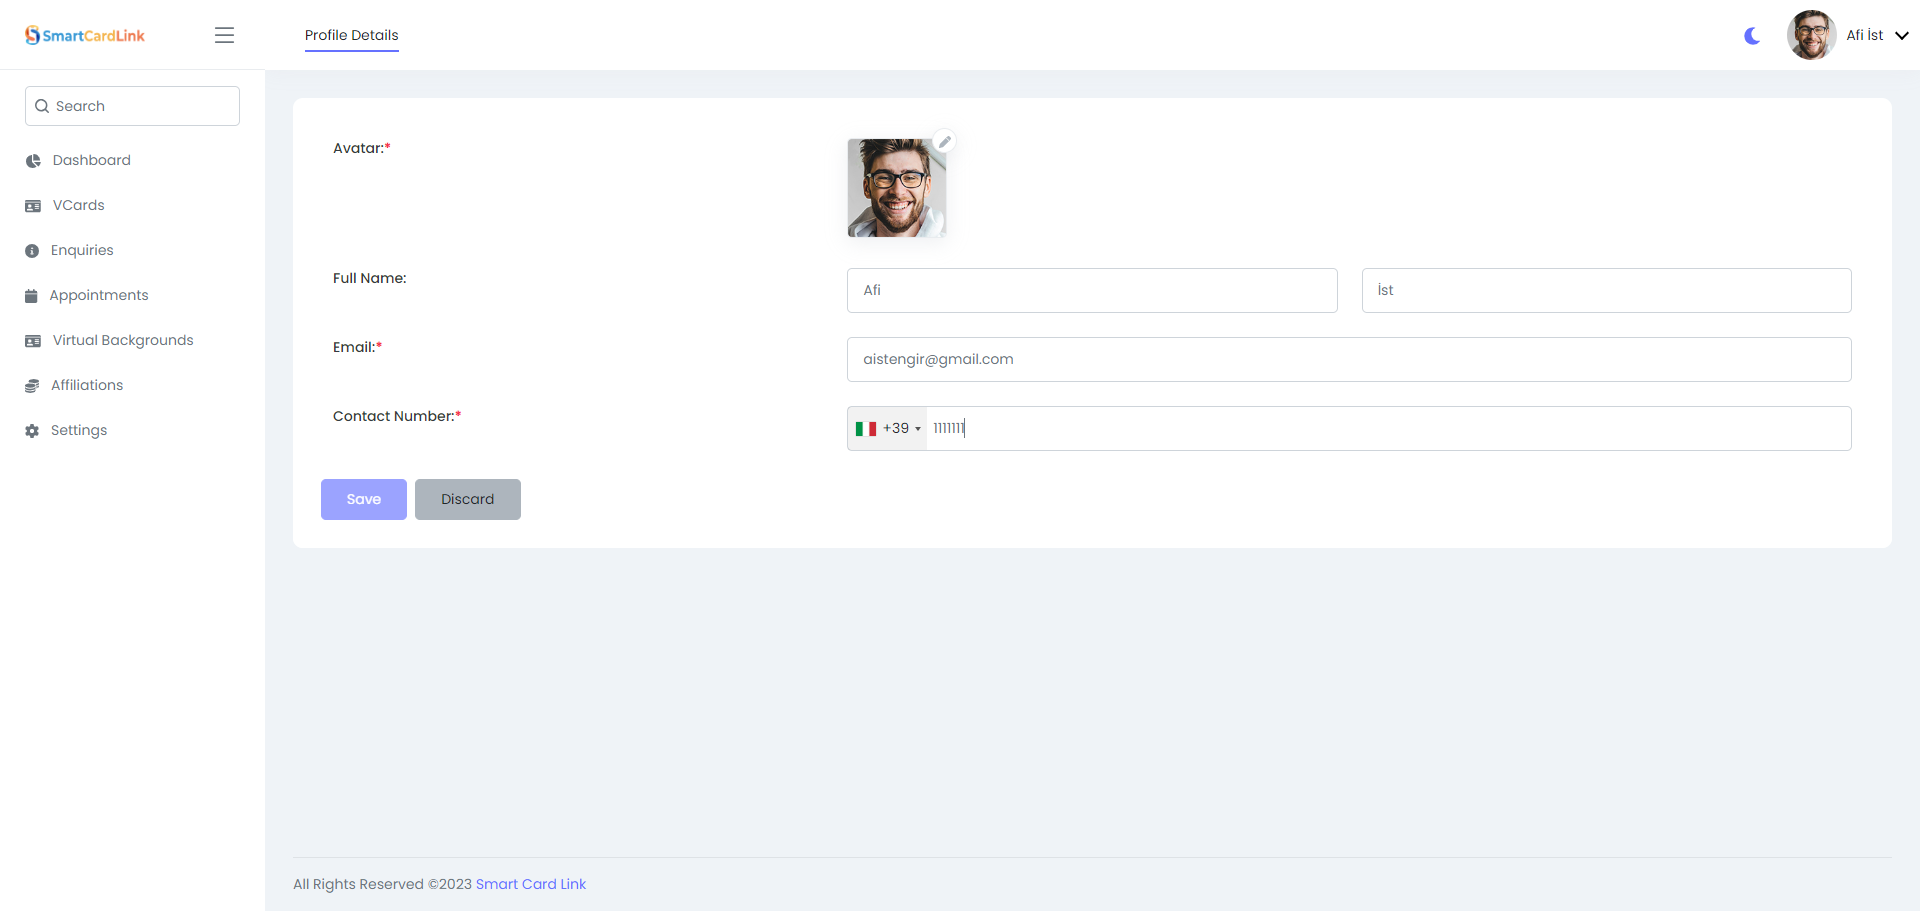 SmartCardLink
Profile Details
Afi İst
Search
Dashboard
VCards
Enquiries
Appointments
Virtual Backgrounds
Affiliations
Settings
Avatar:*
Full Name:
Afi
İst
Email:*
aistengir@gmail.com
Contact Number:*
+39
1111111
Save
Discard
All Rights Reserved ©2023 Smart Card Link